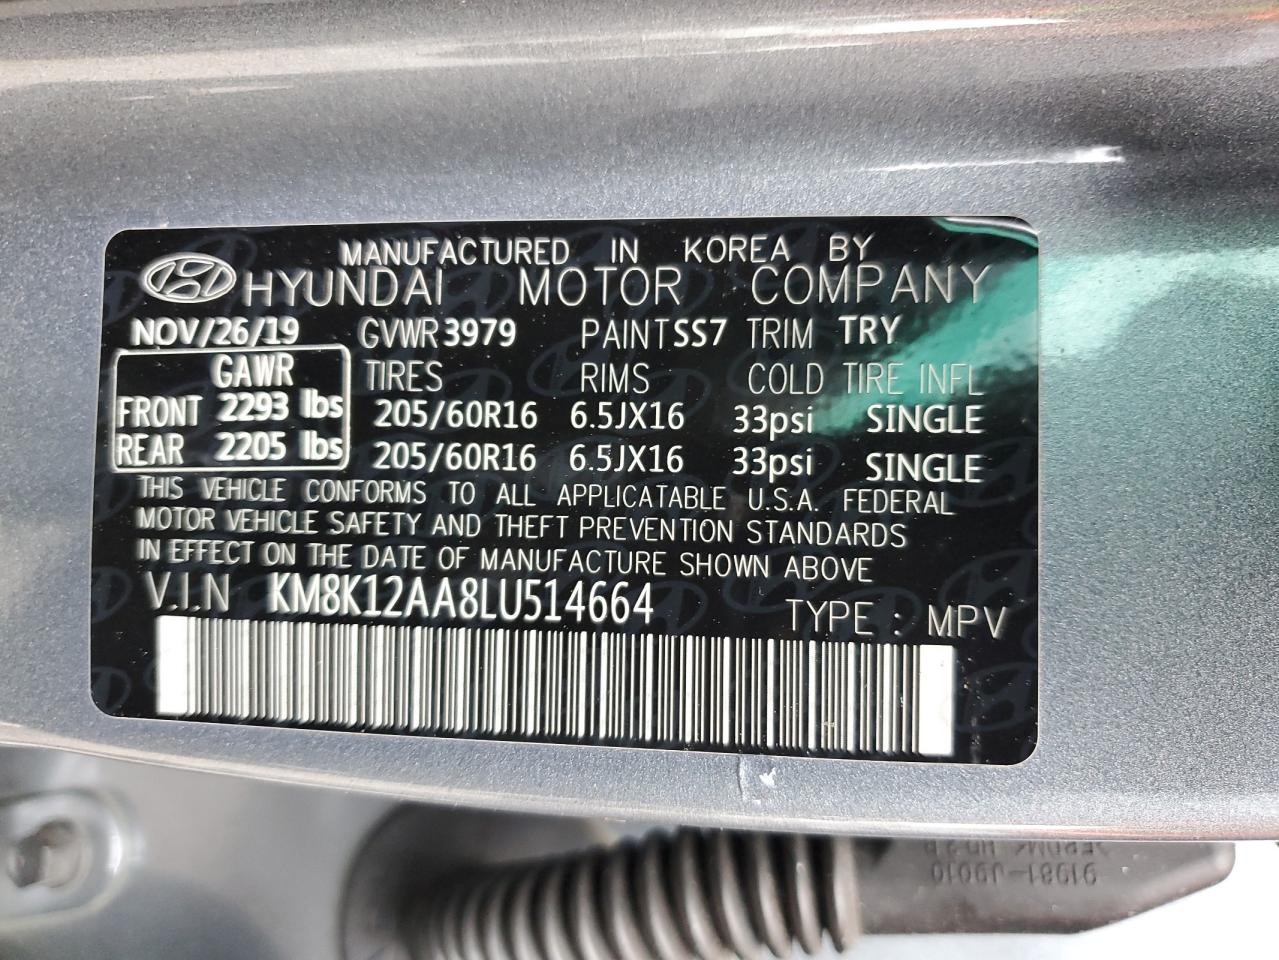 MANUFACTURED IN KOREA BY
HYUNDAI MOTOR COMPANY
NOV/26/19 GVWR 3979 PAINT SS7 TRIM TRY
GAWR TIRES RIMS COLD TIRE INFL
FRONT 2293 lbs 205/60R16 6.5JX16 33psi SINGLE
REAR 2205 lbs 205/60R16 6.5JX16 33psi SINGLE
THIS VEHICLE CONFORMS TO ALL APPLICATABLE U.S.A. FEDERAL
MOTOR VEHICLE SAFETY AND THEFT PREVENTION STANDARDS
IN EFFECT ON THE DATE OF MANUFACTURE SHOWN ABOVE
V.I.N KM8K12AA8LU514664 TYPE : MPV
91981-J9010